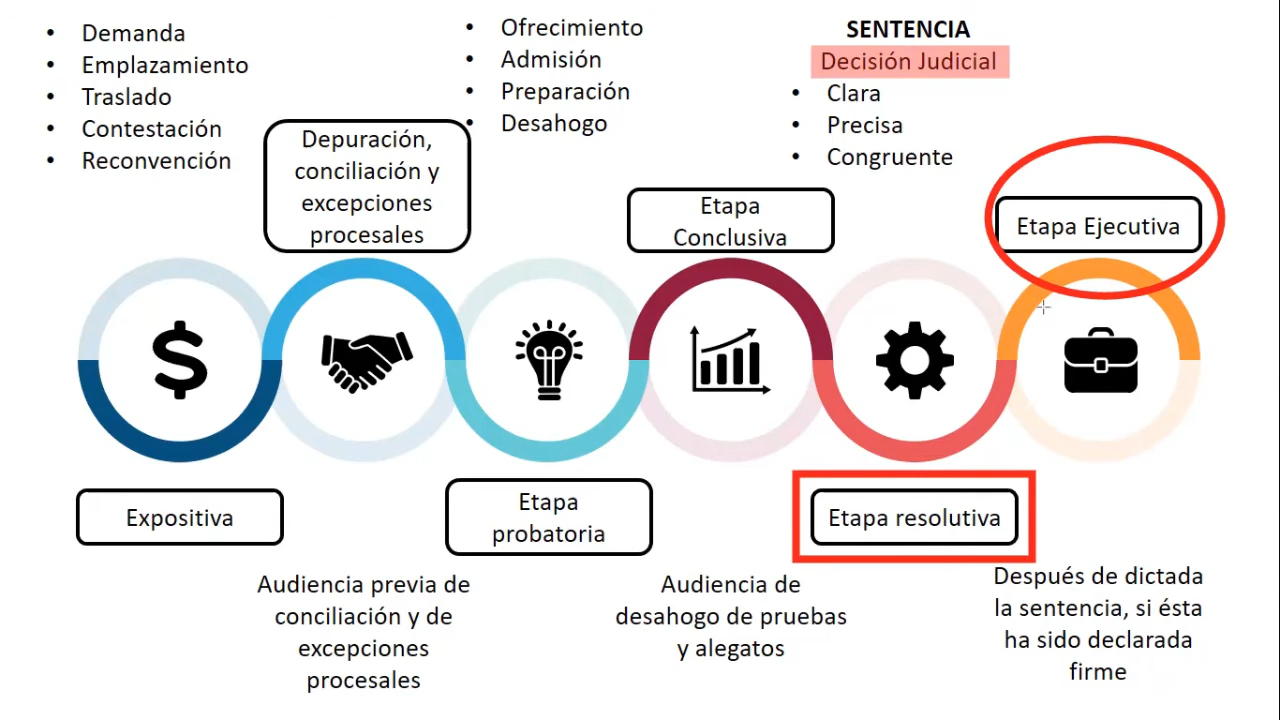 • Demanda
• Emplazamiento
• Traslado
• Contestación
• Reconvención
Depuración,
conciliación y
excepciones
procesales
• Ofrecimiento
• Admisión
• Preparación
• Desahogo
Etapa
Conclusiva
SENTENCIA
Decisión Judicial
• Clara
• Precisa
• Congruente
Etapa Ejecutiva
Expositiva
Audiencia previa de
conciliación y de
excepciones
procesales
Etapa
probatoria
Audiencia de
desahogo de pruebas
y alegatos
Etapa resolutiva
Después de dictada
la sentencia, si ésta
ha sido declarada
firme